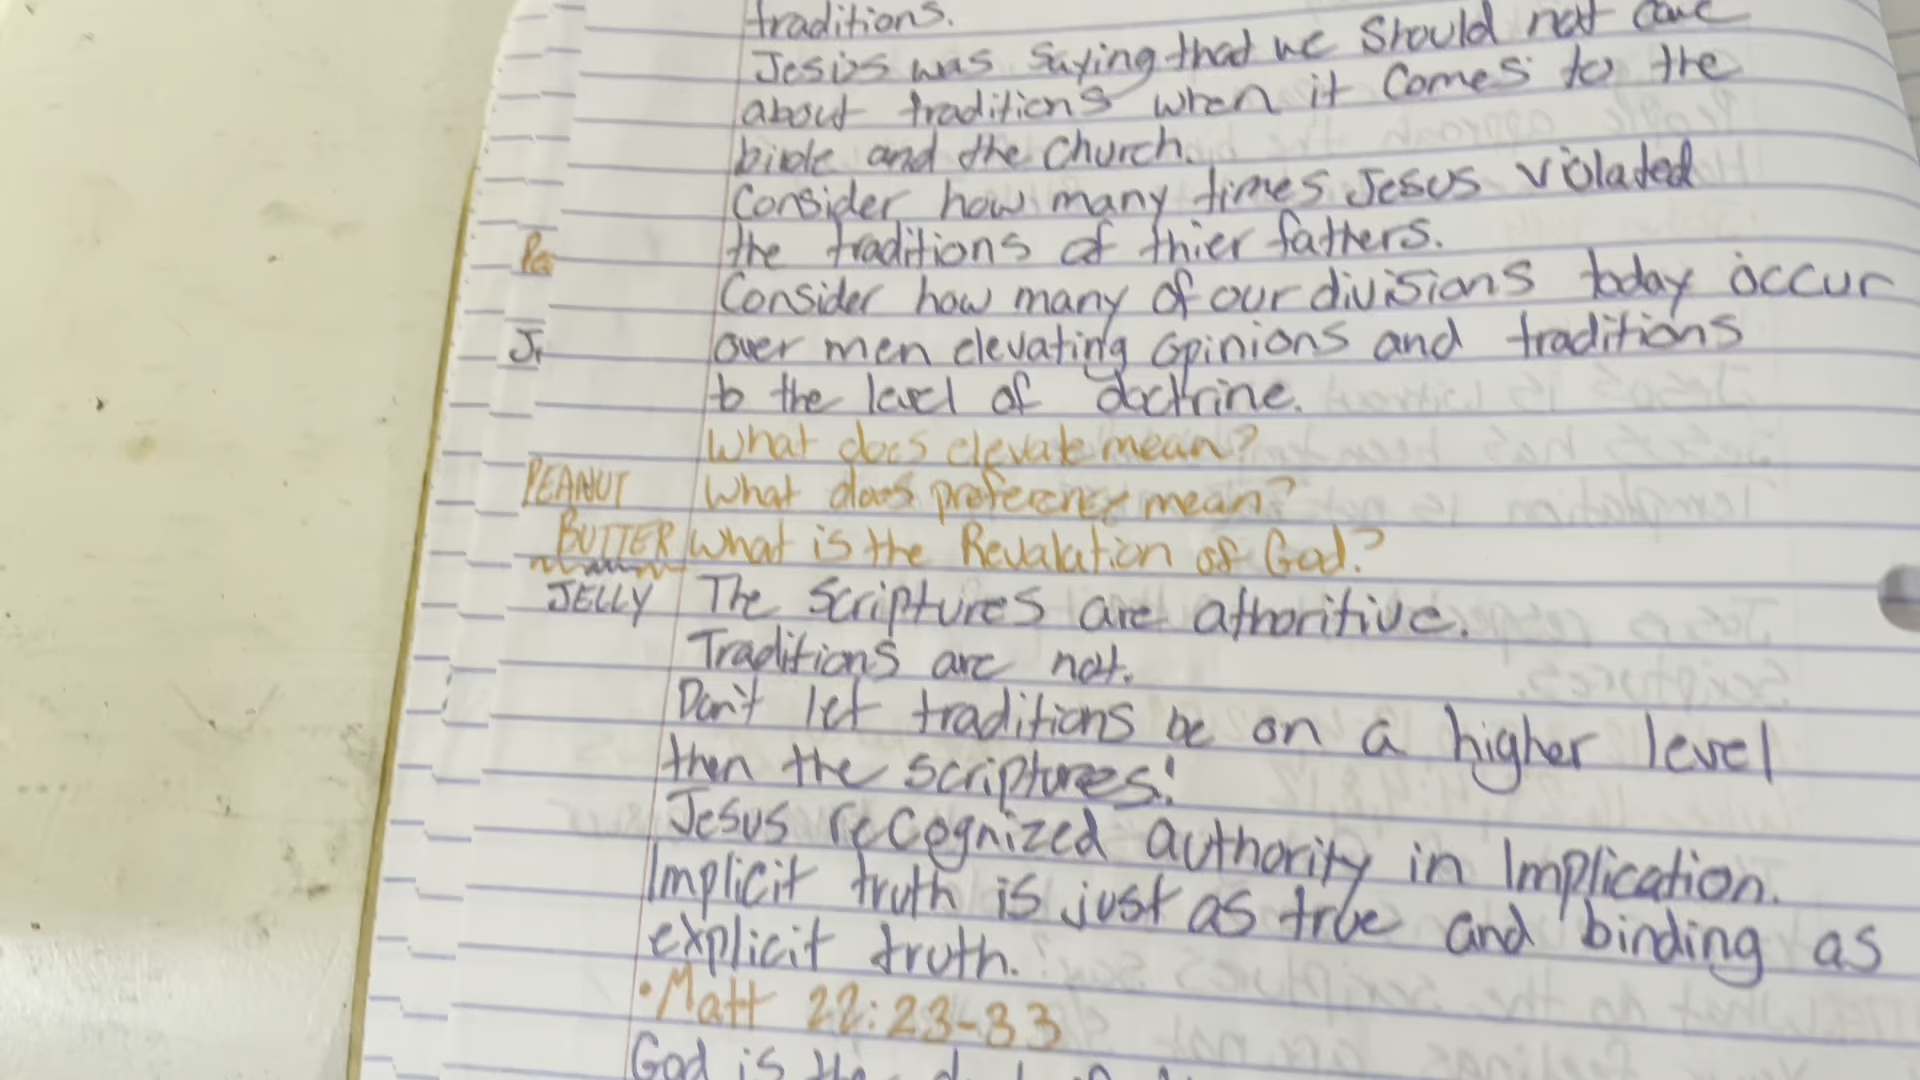 traditions.
Jesus was saying that we should not care
about traditions when it comes to the
bible and the church.
Consider how many times Jesus violated
the traditions of thier fathers.
Consider how many of our divisions today occur
over men elevating opinions and traditions
to the level of doctrine.
What does elevate mean?
PEANUT What does preference mean?
BUTTER What is the Revalation of God?
JELLY The Scriptures are athoritive.
Traditions are not.
Don't let traditions be on a higher level
then the scriptures!
Jesus recognized authority in Implication.
Implicit truth is just as true and binding as
explicit truth.
•Matt 22:23-33
God is the